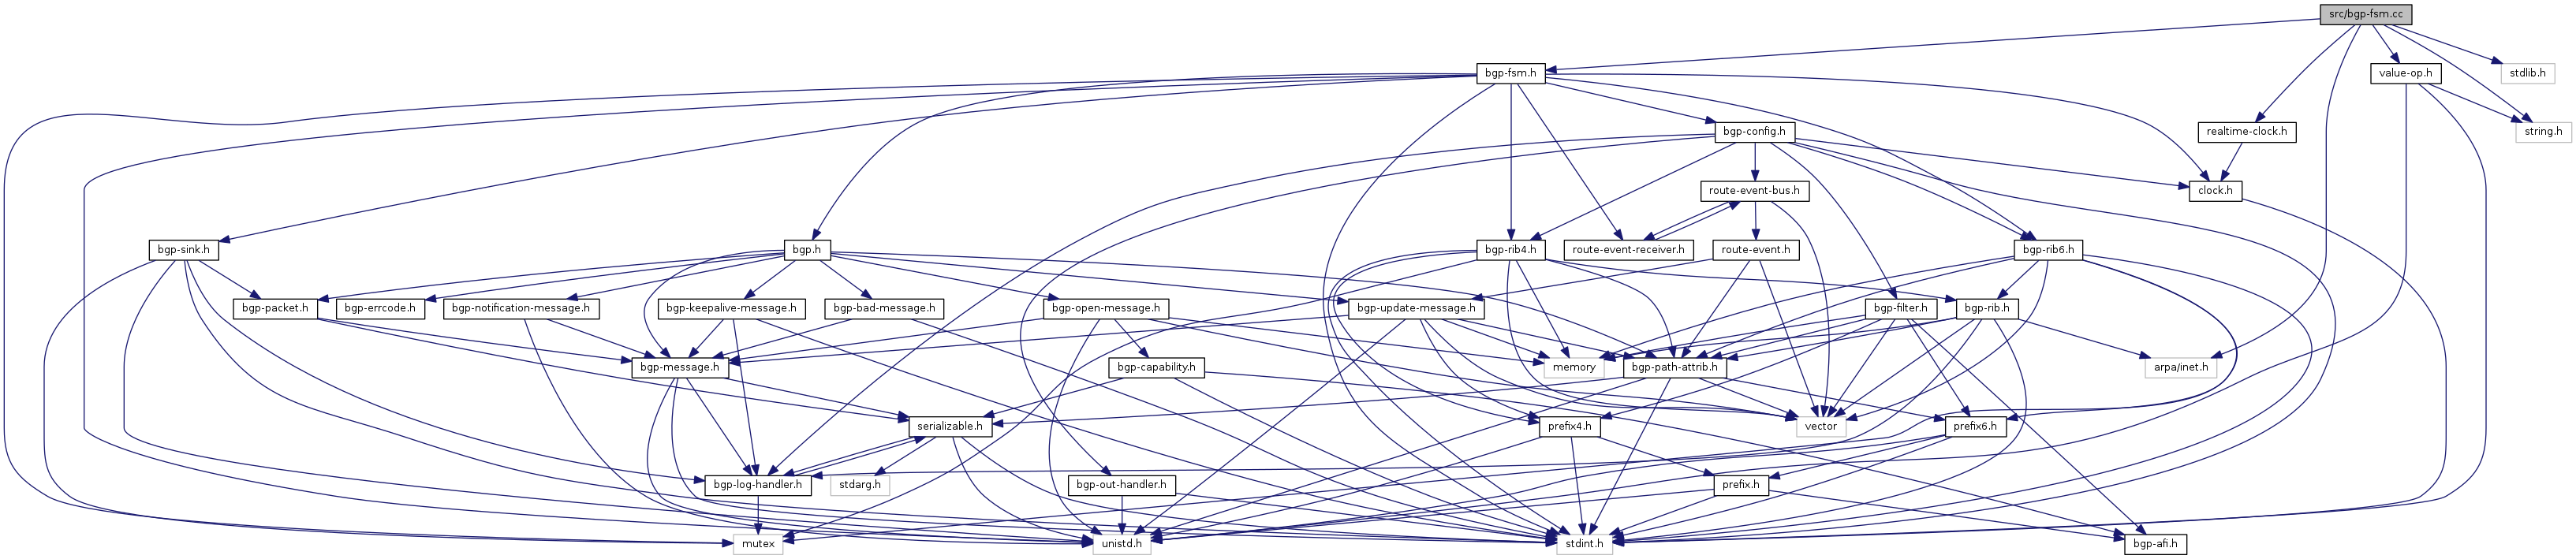 src/bgp-fsm.cc
bgp-fsm.h
value-op.h
stdlib.h
bgp-config.h
realtime-clock.h
string.h
route-event-bus.h
clock.h
bgp-sink.h
bgp.h
bgp-rib4.h
route-event-receiver.h
route-event.h
bgp-rib6.h
bgp-packet.h
bgp-errcode.h
bgp-notification-message.h
bgp-keepalive-message.h
bgp-bad-message.h
bgp-open-message.h
bgp-update-message.h
bgp-filter.h
bgp-rib.h
bgp-message.h
bgp-capability.h
memory
bgp-path-attrib.h
arpa/inet.h
serializable.h
prefix4.h
vector
prefix6.h
bgp-log-handler.h
stdarg.h
bgp-out-handler.h
prefix.h
mutex
unistd.h
stdint.h
bgp-afi.h